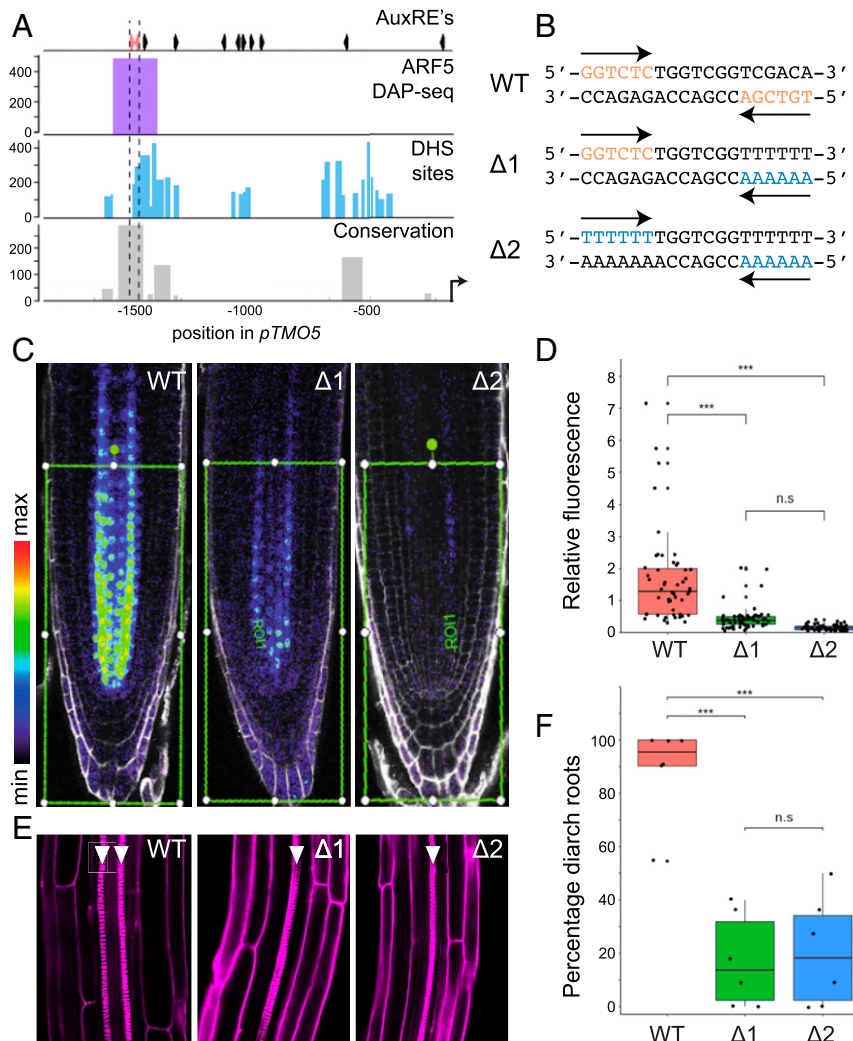 A
AuxRE's
ARF5
DAP-seq
400
200
0
DHS
sites
400
200
0
Conservation
200
0
-1500
-1000
-500
position in pTMO5
B
WT
5′-GGTCTCTGGTCGGTCGACA-3′
3′-CCAGAGACCAGCCAGCTGT-5′
Δ1
5′-GGTCTCTGGTCGGTTTTTT-3′
3′-CCAGAGACCAGCCAAAAAA-5′
Δ2
5′-TTTTTTTGGTCGGTTTTTT-3′
3′-AAAAAAACCAGCCAAAAAA-5′
C
WT
Δ1
Δ2
ROI1
ROI1
max
min
D
Relative fluorescence
8
7
6
5
4
3
2
1
0
***
***
n.s
WT
Δ1
Δ2
E
WT
Δ1
Δ2
F
Percentage diarch roots
100
80
60
40
20
0
***
***
n.s
WT
Δ1
Δ2